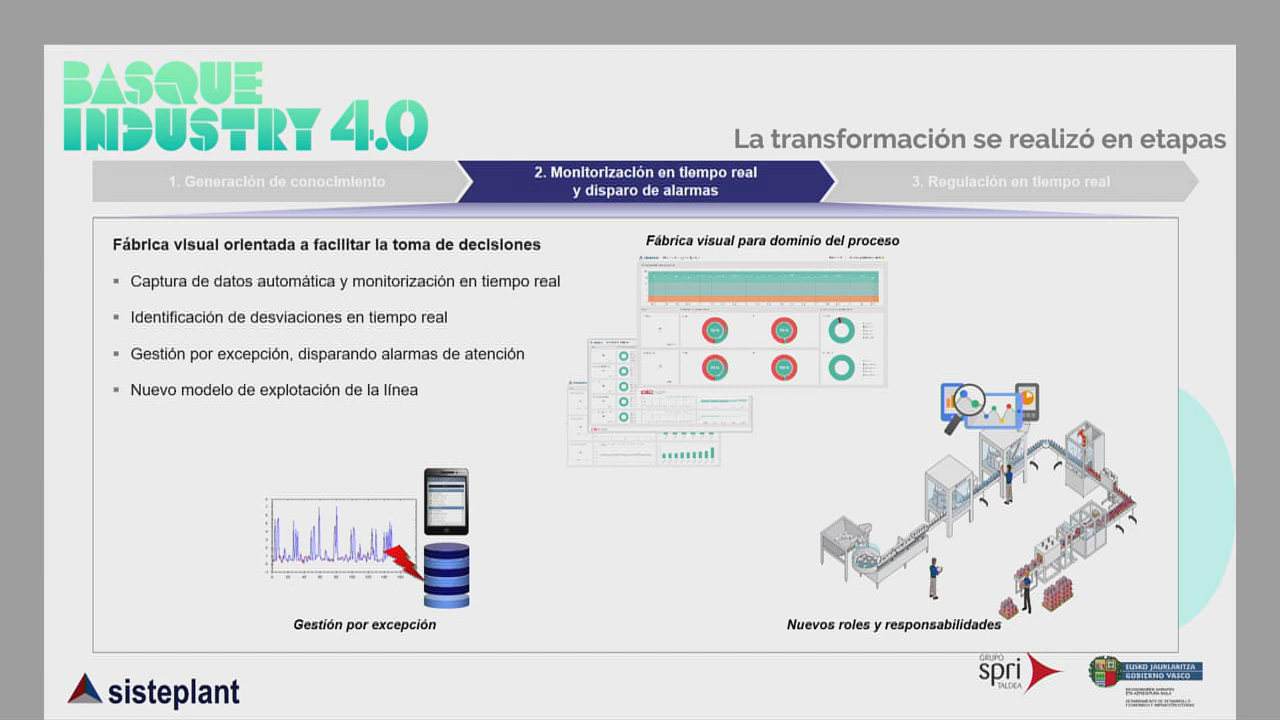 BASQUE
INDUSTRY 4.0
La transformación se realizó en etapas
1. Generación de conocimiento
2. Monitorización en tiempo real
y disparo de alarmas
3. Regulación en tiempo real
Fábrica visual orientada a facilitar la toma de decisiones
▪ Captura de datos automática y monitorización en tiempo real
▪ Identificación de desviaciones en tiempo real
▪ Gestión por excepción, disparando alarmas de atención
▪ Nuevo modelo de explotación de la línea
Fábrica visual para dominio del proceso
Gestión por excepción
Nuevos roles y responsabilidades
sisteplant
GRUPO
spri
TALDEA
EUSKO JAURLARITZA
GOBIERNO VASCO